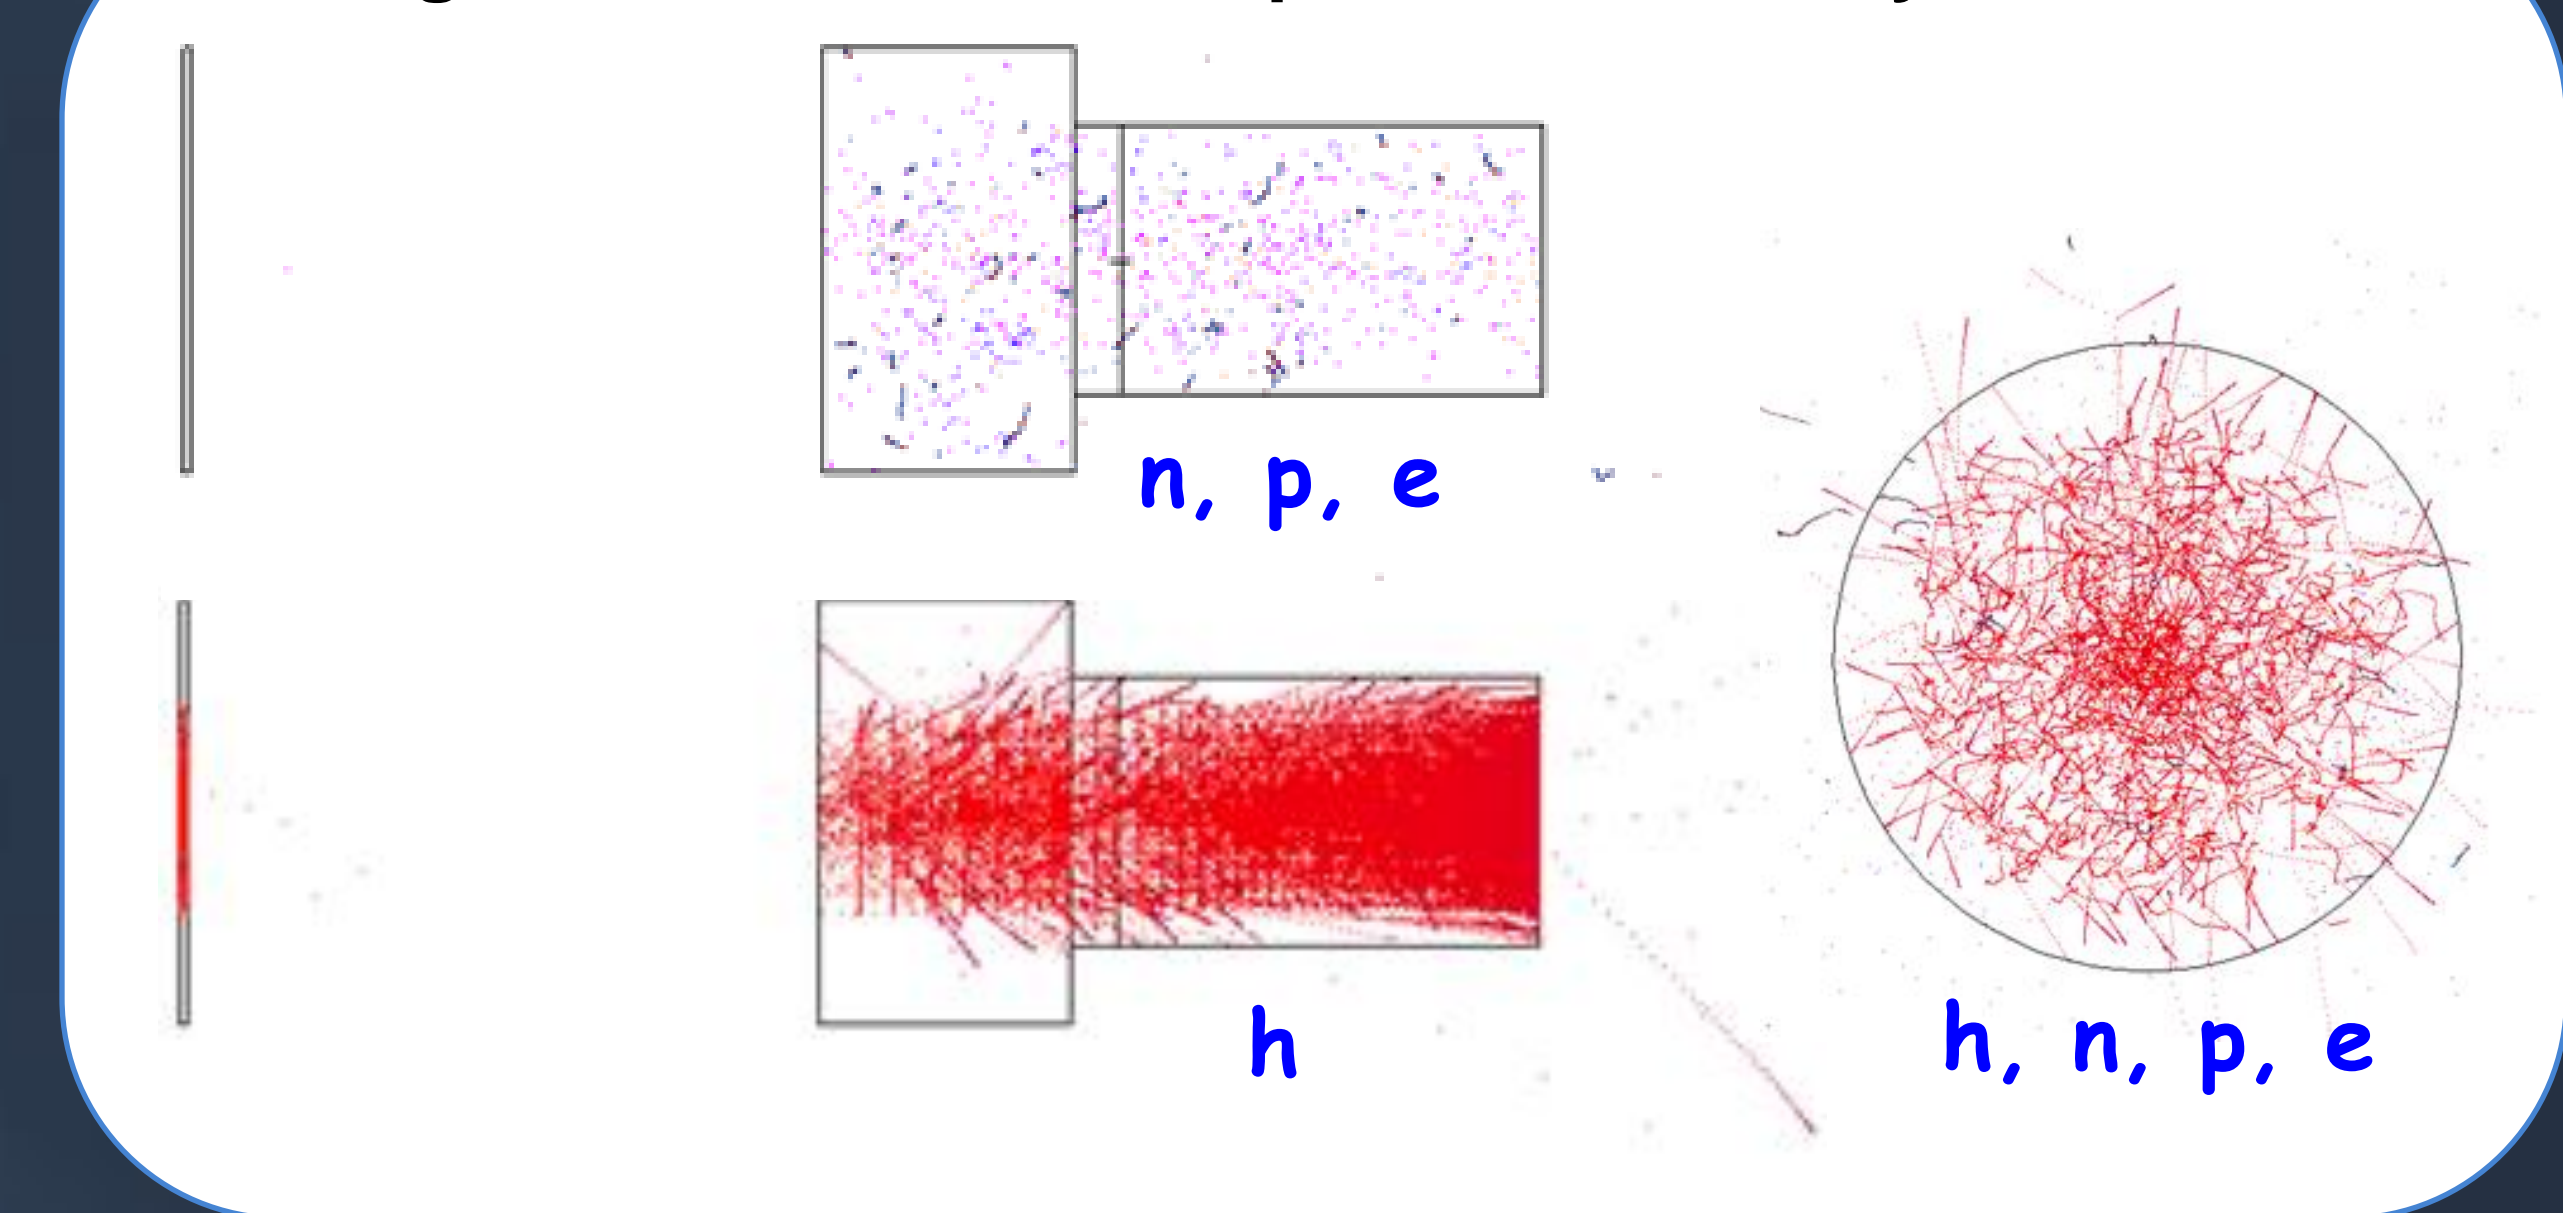 n, p, e
h
h, n, p, e